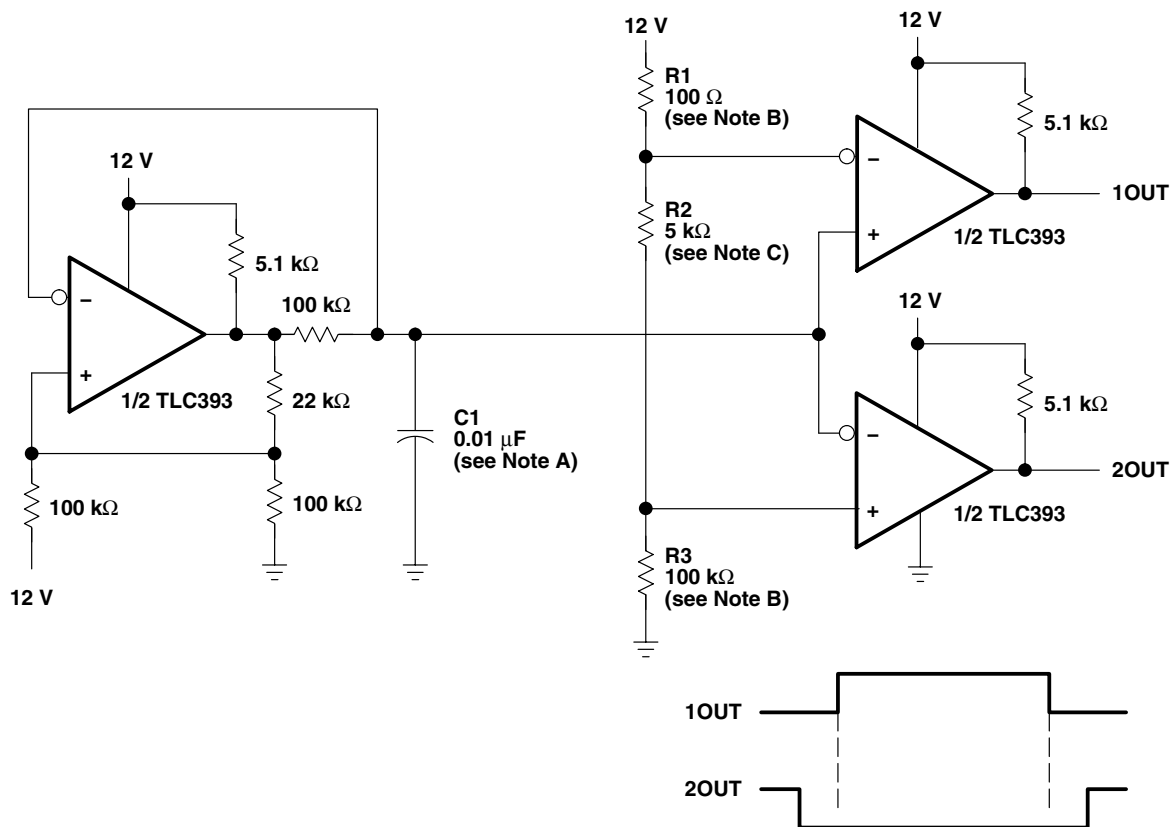 12 V
12 V
R1
100 Ω
(see Note B)
5.1 kΩ
12 V
−
1OUT
R2
5 kΩ
(see Note C)
+
1/2 TLC393
5.1 kΩ
−
100 kΩ
12 V
+
1/2 TLC393
22 kΩ
5.1 kΩ
C1
0.01 μF
(see Note A)
−
2OUT
100 kΩ
100 kΩ
+
1/2 TLC393
R3
100 kΩ
(see Note B)
12 V
1OUT
2OUT